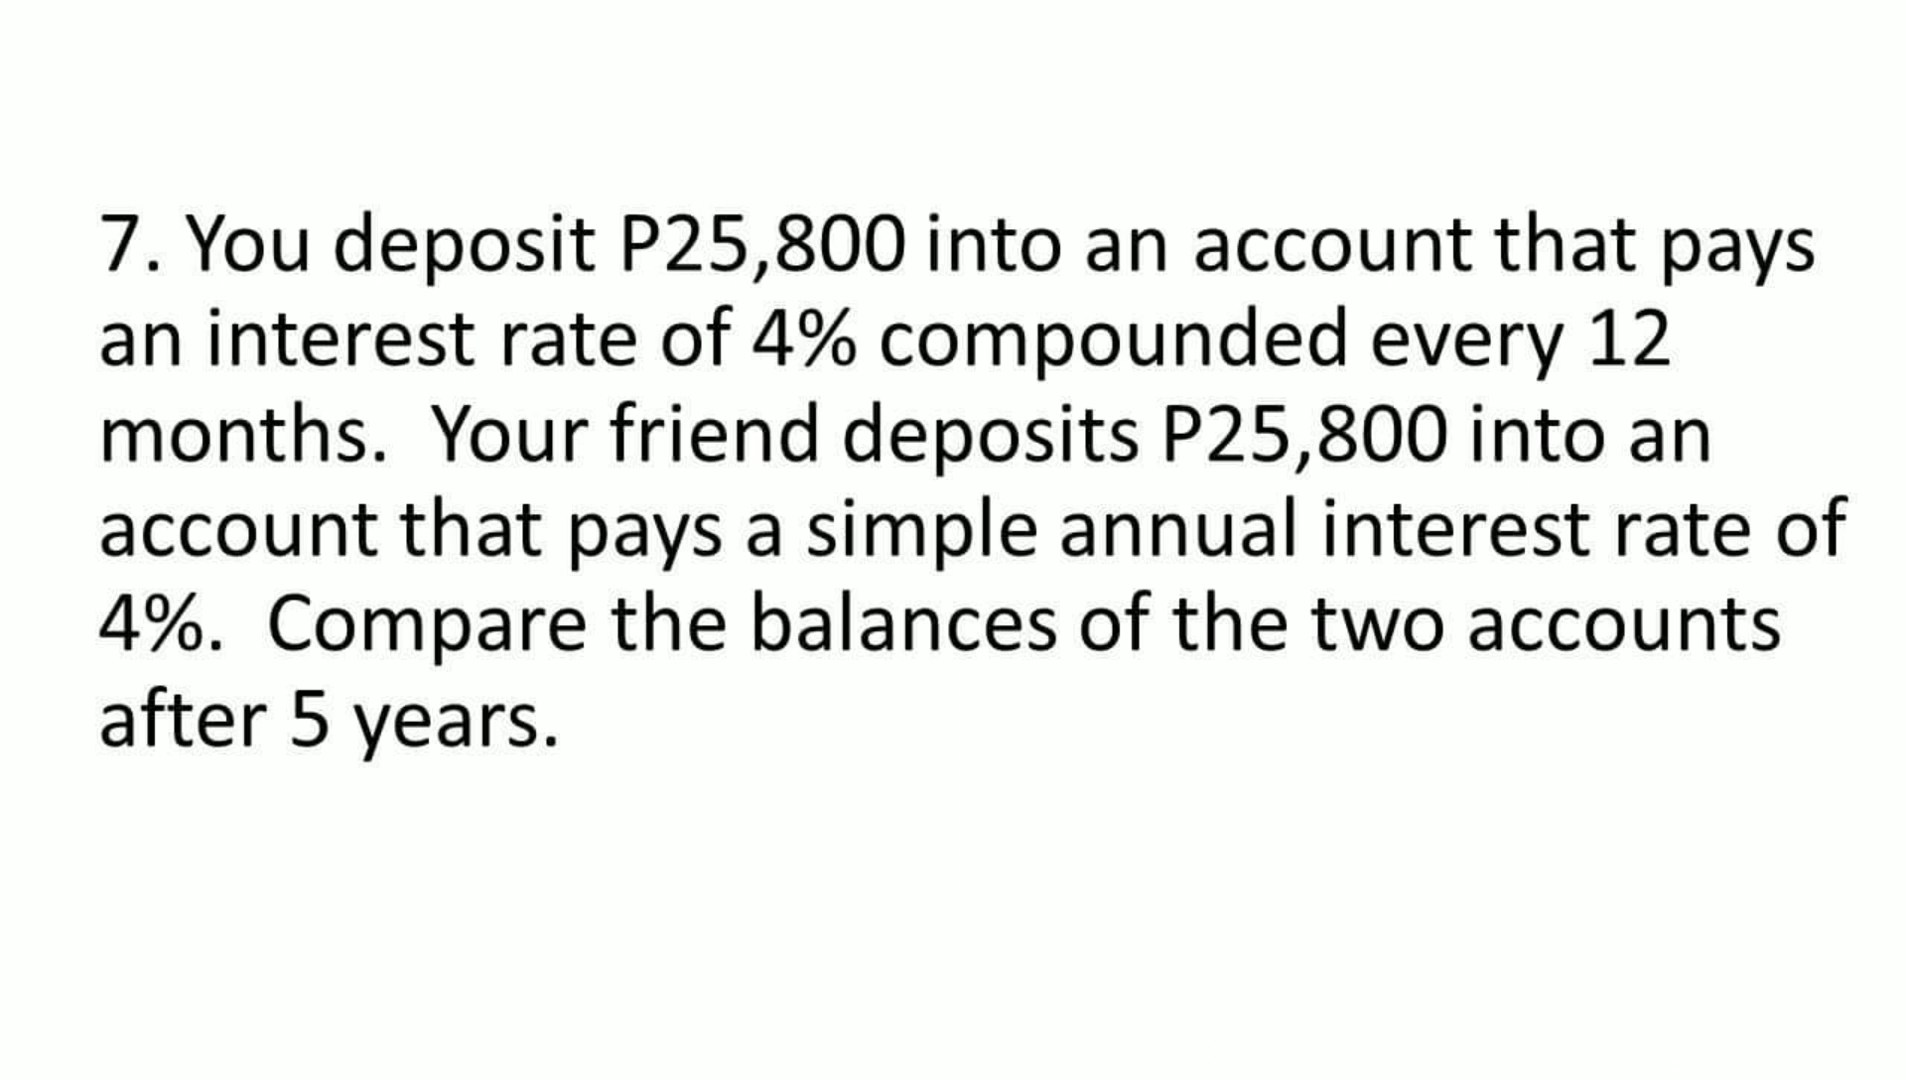 7. You deposit P25,800 into an account that pays
an interest rate of 4% compounded every 12
months.  Your friend deposits P25,800 into an
account that pays a simple annual interest rate of
4%.  Compare the balances of the two accounts
after 5 years.